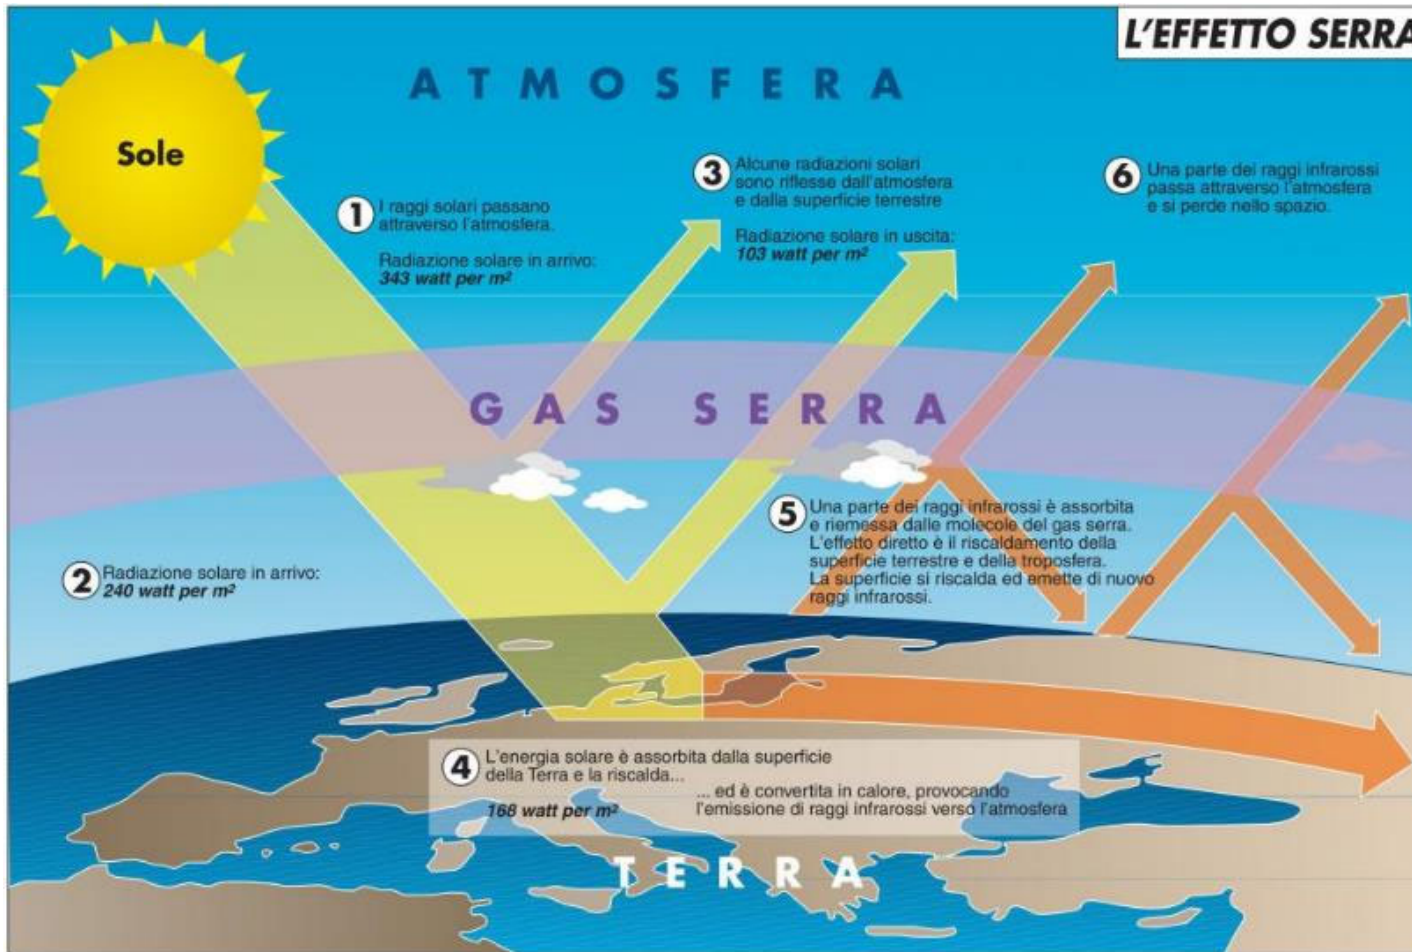 L'EFFETTO SERRA
ATMOSFERA
Sole
1
I raggi solari passano
attraverso l'atmosfera.
Radiazione solare in arrivo:
343 watt per m²
3
Alcune radiazioni solari
sono riflesse dall'atmosfera
e dalla superficie terrestre
Radiazione solare in uscita:
103 watt per m²
6
Una parte dei raggi infrarossi
passa attraverso l'atmosfera
e si perde nello spazio.
GAS SERRA
2
Radiazione solare in arrivo:
240 watt per m²
5
Una parte dei raggi infrarossi è assorbita
e riemessa dalle molecole del gas serra.
L'effetto diretto è il riscaldamento della
superficie terrestre e della troposfera.
La superficie si riscalda ed emette di nuovo
raggi infrarossi.
4
L'energia solare è assorbita dalla superficie
della Terra e la riscalda...
168 watt per m²
... ed è convertita in calore, provocando
l'emissione di raggi infrarossi verso l'atmosfera
TERRA